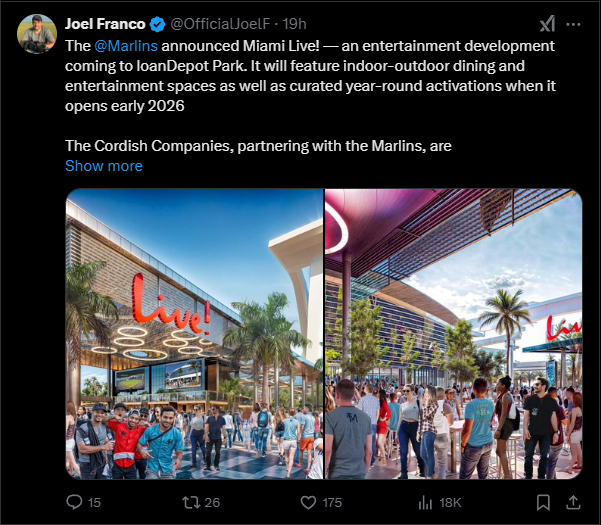 Joel Franco @OfficialJoelF · 19h
The @Marlins announced Miami Live! — an entertainment development
coming to loanDepot Park. It will feature indoor-outdoor dining and
entertainment spaces as well as curated year-round activations when it
opens early 2026
The Cordish Companies, partnering with the Marlins, are
Show more
Live!
Liv
15 26 175 18K